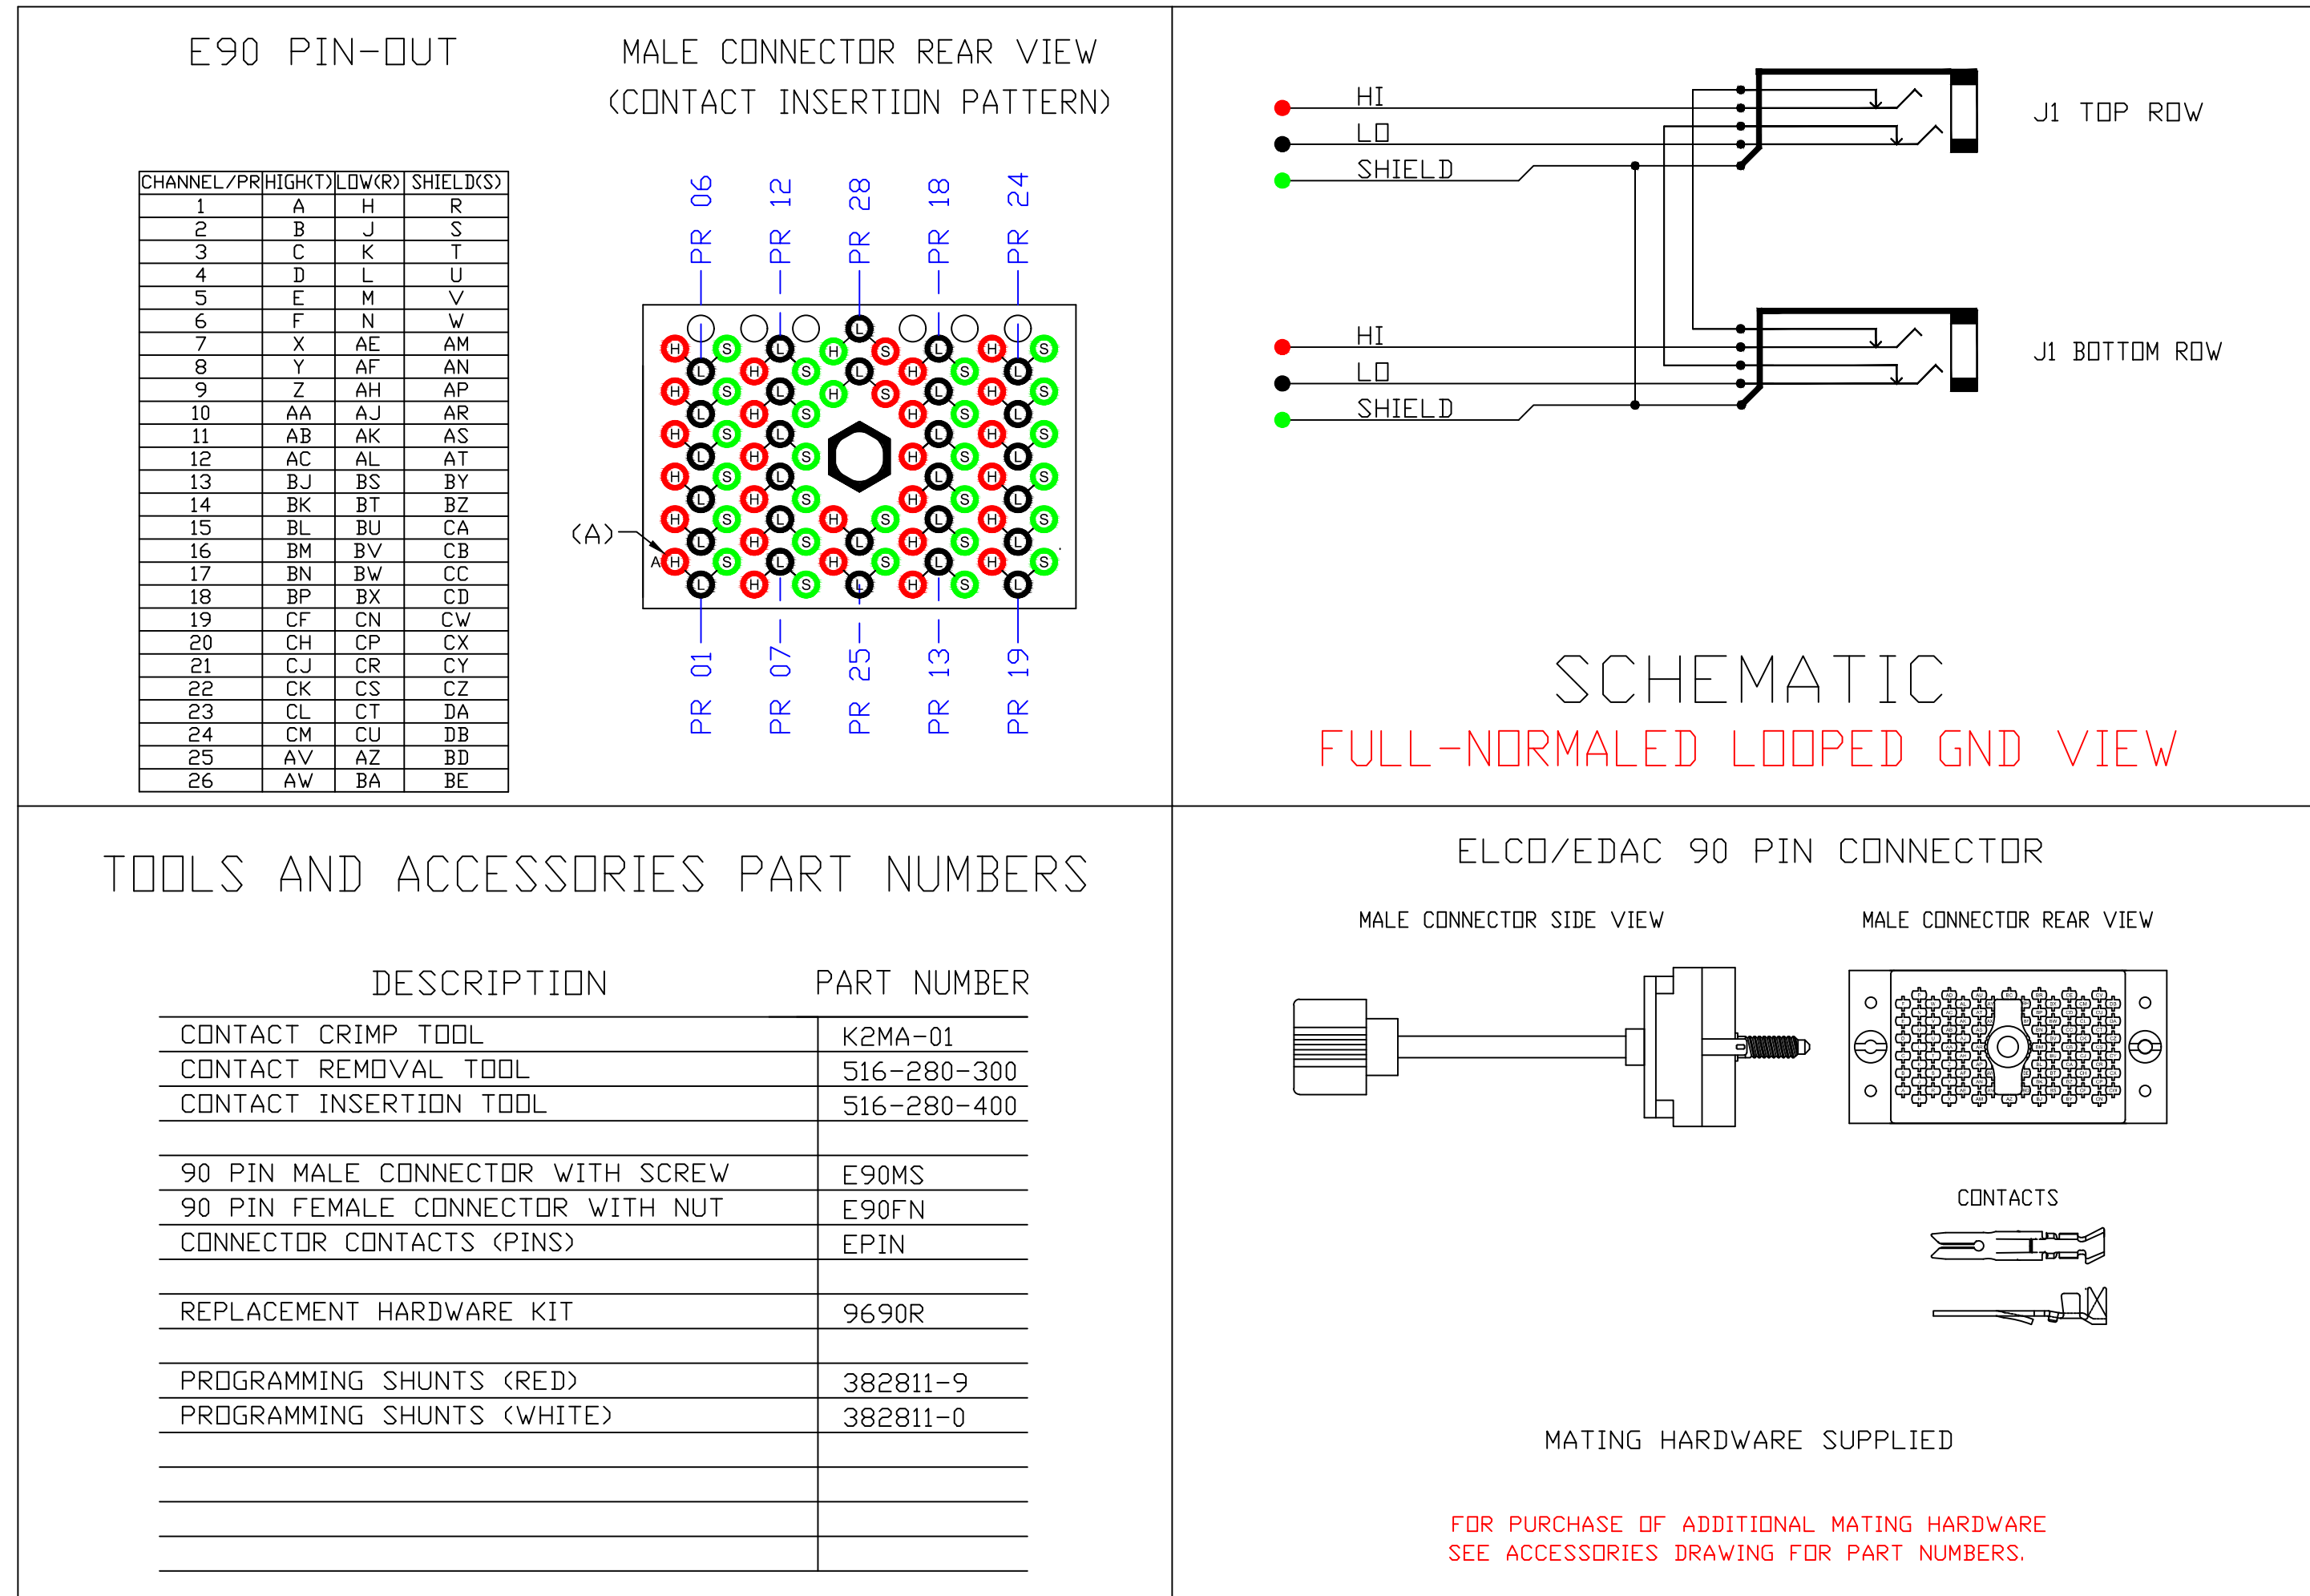 E90 PIN-OUT
MALE CONNECTOR REAR VIEW
(CONTACT INSERTION PATTERN)
CHANNEL/PR HIGH(T) LOW(R) SHIELD(S)
1 A H R
2 B J S
3 C K T
4 D L U
5 E M V
6 F N W
7 X AE AM
8 Y AF AN
9 Z AH AP
10 AA AJ AR
11 AB AK AS
12 AC AL AT
13 BJ BS BY
14 BK BT BZ
15 BL BU CA
16 BM BV CB
17 BN BW CC
18 BP BX CD
19 CF CN CW
20 CH CP CX
21 CJ CR CY
22 CK CS CZ
23 CL CT DA
24 CM CU DB
25 AV AZ BD
26 AW BA BE
PR 06
PR 12
PR 28
PR 18
PR 24
(A)
A
PR 01
PR 07
PR 25
PR 13
PR 19
HI
LO
SHIELD
J1 TOP ROW
HI
LO
SHIELD
J1 BOTTOM ROW
SCHEMATIC
FULL-NORMALED LOOPED GND VIEW
TOOLS AND ACCESSORIES PART NUMBERS
DESCRIPTION PART NUMBER
CONTACT CRIMP TOOL K2MA-01
CONTACT REMOVAL TOOL 516-280-300
CONTACT INSERTION TOOL 516-280-400
90 PIN MALE CONNECTOR WITH SCREW E90MS
90 PIN FEMALE CONNECTOR WITH NUT E90FN
CONNECTOR CONTACTS (PINS) EPIN
REPLACEMENT HARDWARE KIT 9690R
PROGRAMMING SHUNTS (RED) 382811-9
PROGRAMMING SHUNTS (WHITE) 382811-0
ELCO/EDAC 90 PIN CONNECTOR
MALE CONNECTOR SIDE VIEW
MALE CONNECTOR REAR VIEW
CONTACTS
MATING HARDWARE SUPPLIED
FOR PURCHASE OF ADDITIONAL MATING HARDWARE
SEE ACCESSORIES DRAWING FOR PART NUMBERS.